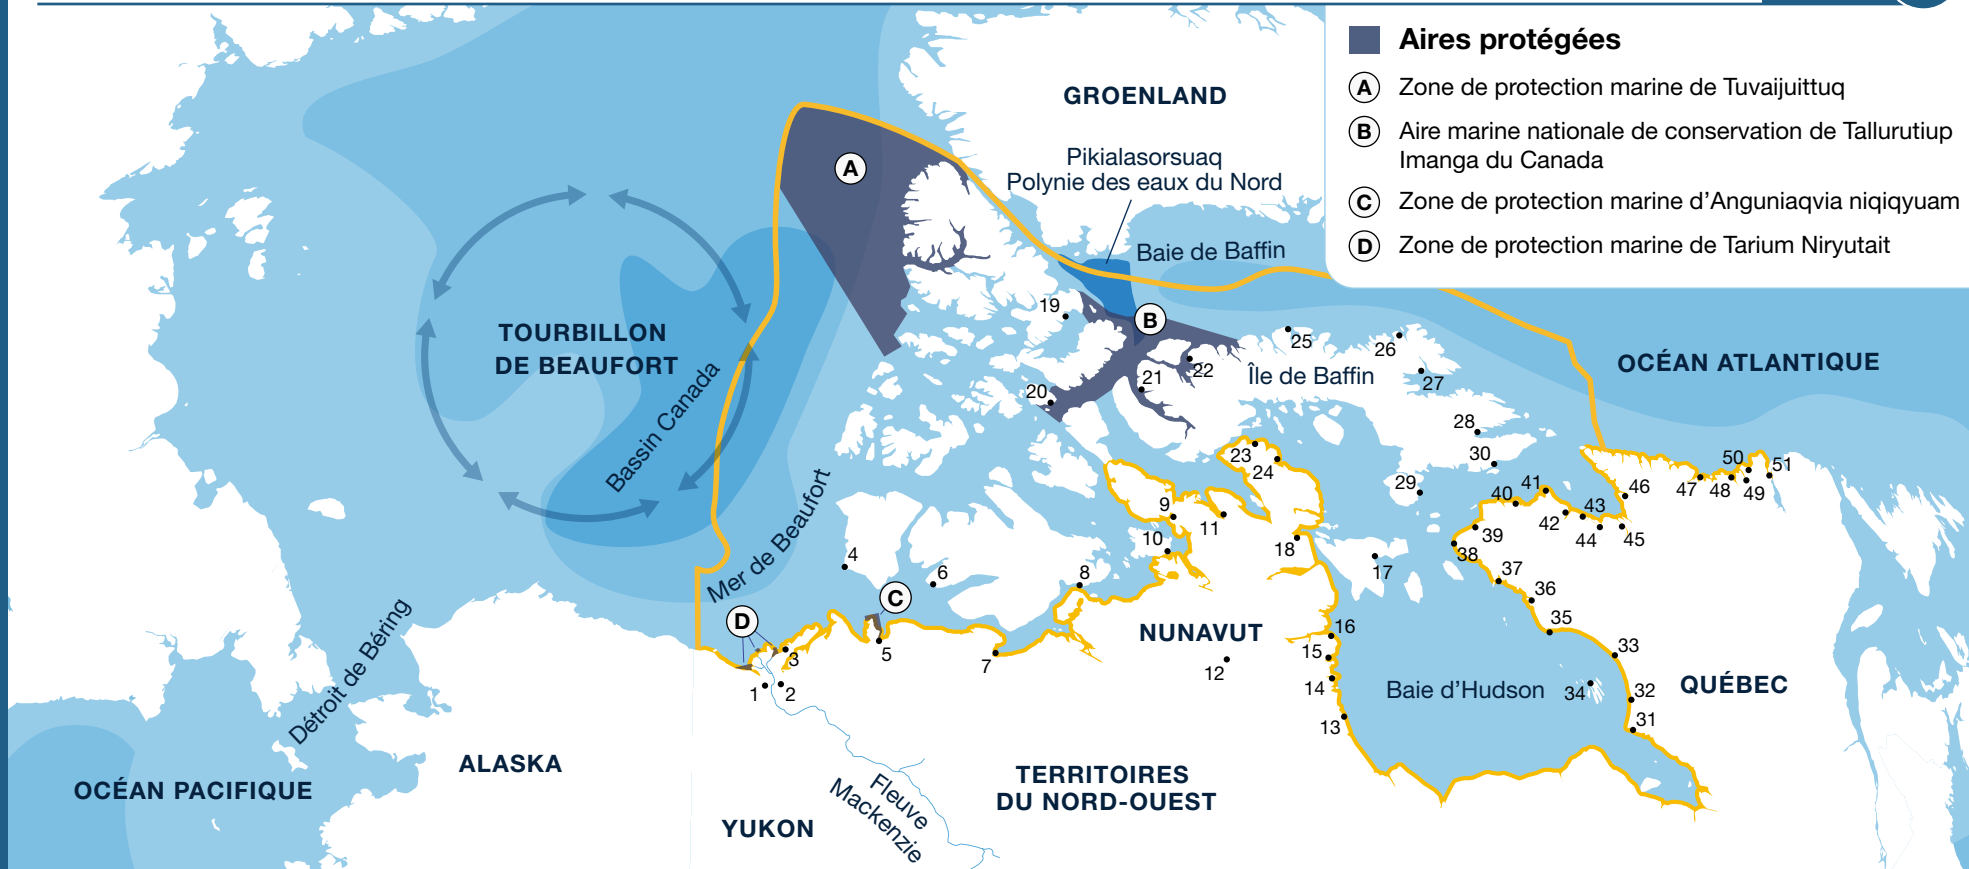 Aires protégées
A Zone de protection marine de Tuvaijuittuq
B Aire marine nationale de conservation de Tallurutiup
Imanga du Canada
C Zone de protection marine d'Anguniaqvia niqiqyuam
D Zone de protection marine de Tarium Niryutait
GROENLAND
Pikialasorsuaq
Polynie des eaux du Nord
A
Baie de Baffin
19
B
25
26
TOURBILLON
DE BEAUFORT
Bassin Canada
OCÉAN ATLANTIQUE
22
21
Île de Baffin
27
20
28
23
24
30
29
50
51
47
48
49
46
41
40
43
42
44
45
Mer de Beaufort
9
11
10
18
39
38
4
6
8
17
37
36
C
D
35
NUNAVUT
16
15
33
3
5
7
12
14
34
Baie d'Hudson
QUÉBEC
32
1
2
13
31
Détroit de Béring
ALASKA
OCÉAN PACIFIQUE
TERRITOIRES
DU NORD-OUEST
Fleuve
Mackenzie
YUKON